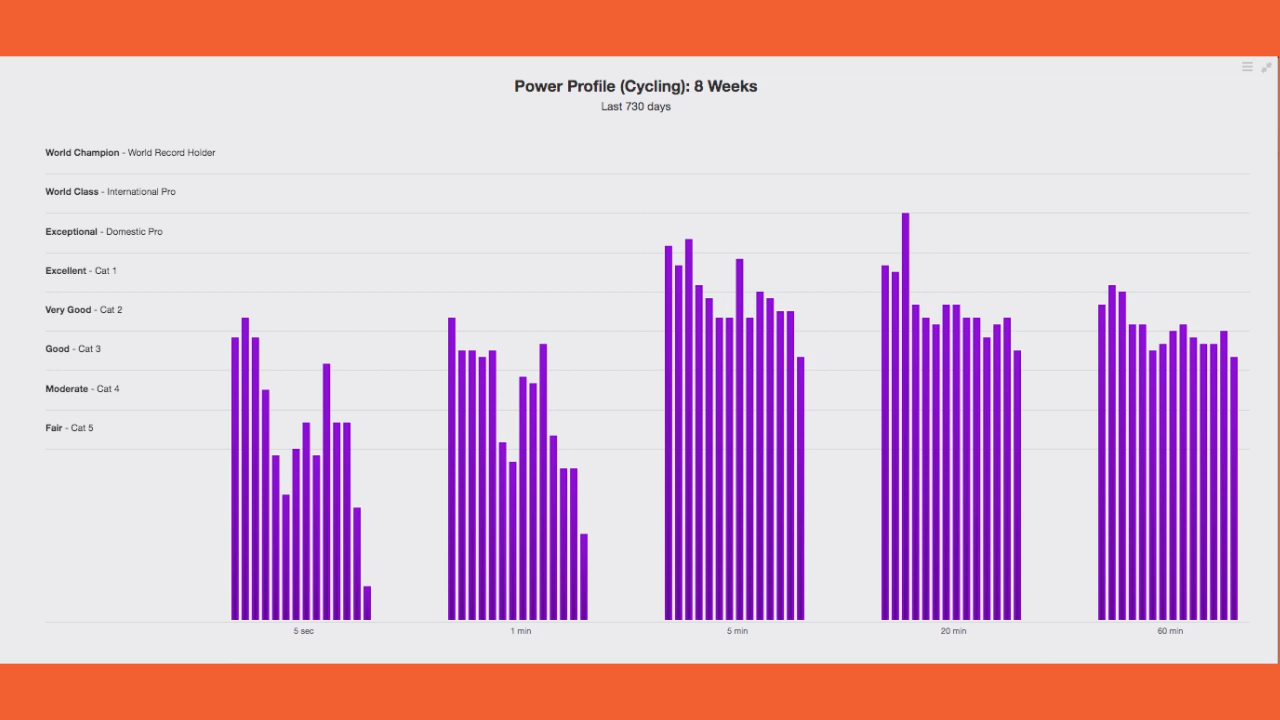 Power Profile (Cycling): 8 Weeks
Last 730 days
World Champion - World Record Holder
World Class - International Pro
Exceptional - Domestic Pro
Excellent - Cat 1
Very Good - Cat 2
Good - Cat 3
Moderate - Cat 4
Fair - Cat 5
5 sec 1 min 5 min 20 min 60 min